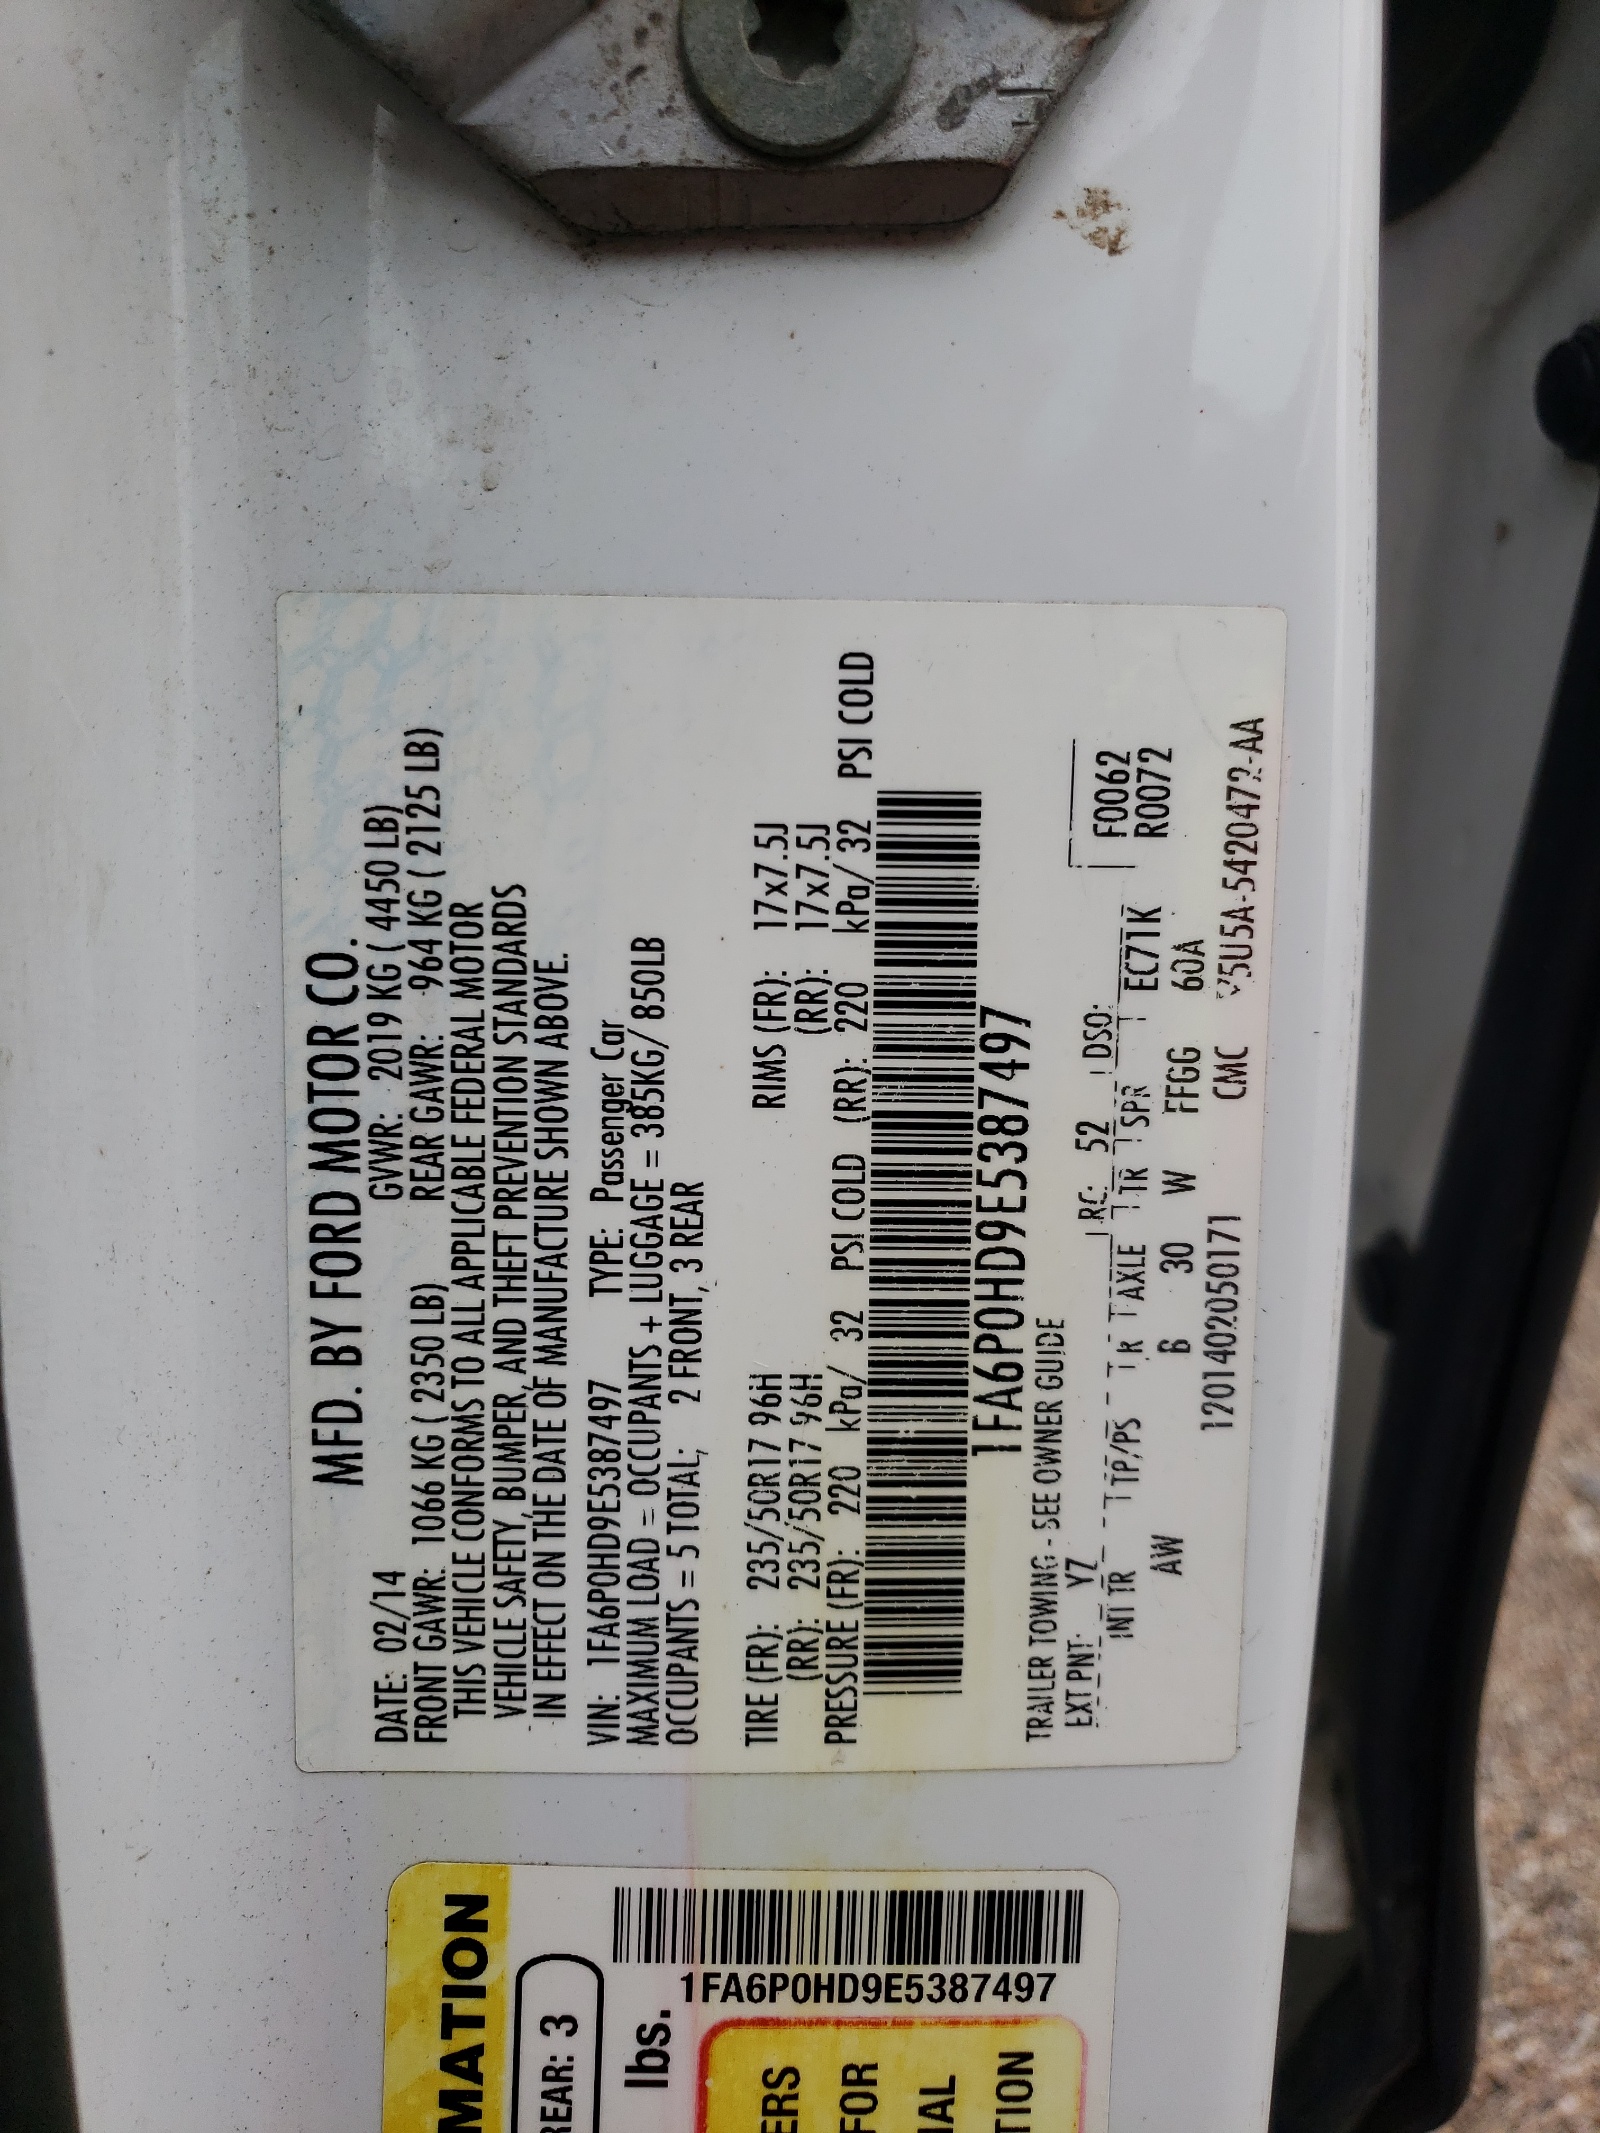 MFD. BY FORD MOTOR CO.
DATE: 02/14 GVWR: 2019 KG ( 4450 LB)
FRONT GAWR: 1066 KG ( 2350 LB) REAR GAWR: 964 KG ( 2125 LB)
THIS VEHICLE CONFORMS TO ALL APPLICABLE FEDERAL MOTOR
VEHICLE SAFETY, BUMPER, AND THEFT PREVENTION STANDARDS
IN EFFECT ON THE DATE OF MANUFACTURE SHOWN ABOVE.
VIN: 1FA6P0HD9E5387497 TYPE: Passenger Car
MAXIMUM LOAD = OCCUPANTS + LUGGAGE = 385KG/ 850LB
OCCUPANTS = 5 TOTAL; 2 FRONT, 3 REAR
TIRE (FR): 235/50R17 96H RIMS (FR): 17x7.5J
(RR): 235/50R17 96H (RR): 17x7.5J
PRESSURE (FR): 220 kPa/ 32 PSI COLD (RR): 220 kPa/ 32 PSI COLD
1FA6P0HD9E5387497
TRAILER TOWING - SEE OWNER GUIDE
EXT PNT: YZ RC: 52 DSO:
F0062
INT TR TP/PS R AXLE TR SPR EC71K
R0072
AW B 30 W FFGG 60A
12014020501​71 CMC Y5U5A-5420472-AA
MATION
REAR: 3
lbs.
1FA6P0HD9E5387497
ERS
FOR
IAL
TION